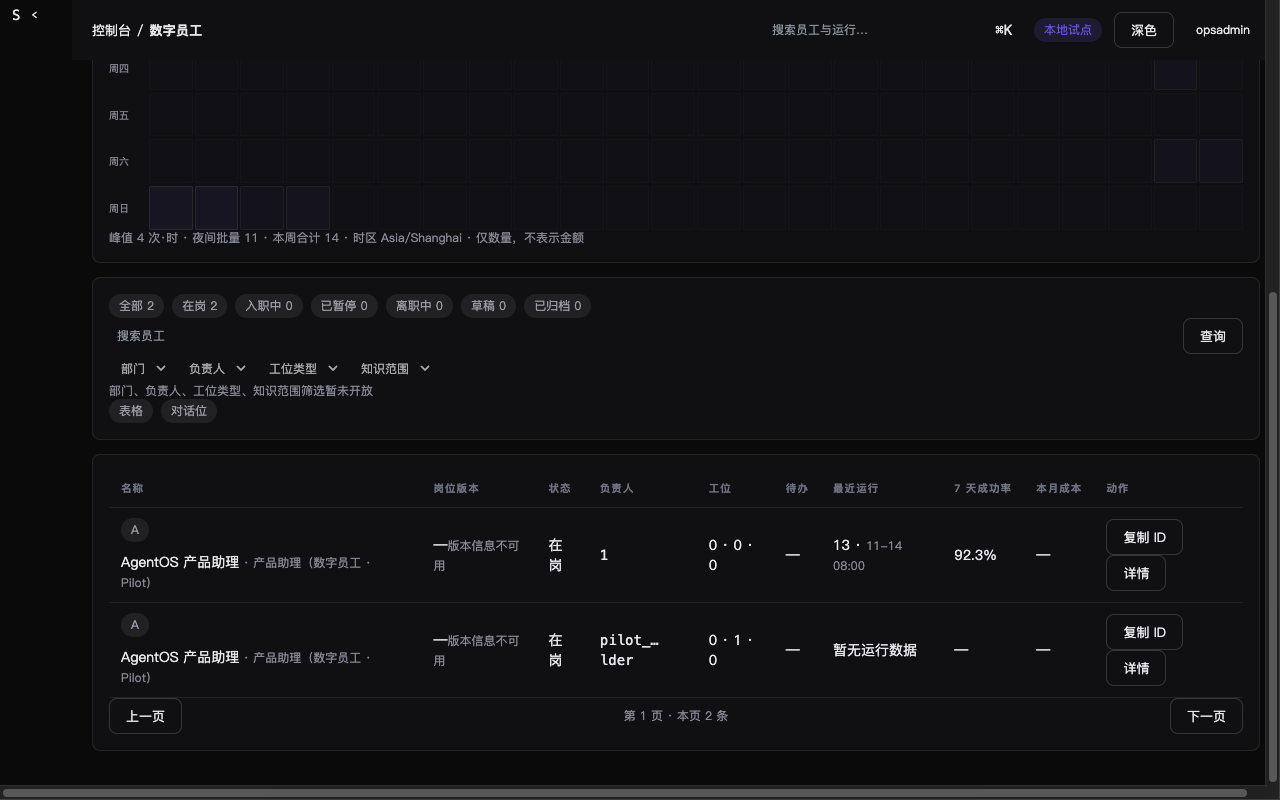 S <
控制台 / 数字员工
搜索员工与运行...
⌘K
本地试点
深色
opsadmin
周四
周五
周六
周日
峰值 4 次·时 · 夜间批量 11 · 本周合计 14 · 时区 Asia/Shanghai · 仅数量，不表示金额
全部 2
在岗 2
入职中 0
已暂停 0
离职中 0
草稿 0
已归档 0
搜索员工
查询
部门
负责人
工位类型
知识范围
部门、负责人、工位类型、知识范围筛选暂未开放
表格
对话位
名称
岗位版本
状态
负责人
工位
待办
最近运行
7 天成功率
本月成本
动作
A
AgentOS 产品助理 · 产品助理（数字员工 ·
Pilot）
—版本信息不可
用
在
岗
1
0 · 0 ·
0
—
13 · 11-14
08:00
92.3%
—
复制 ID
详情
A
AgentOS 产品助理 · 产品助理（数字员工 ·
Pilot）
—版本信息不可
用
在
岗
pilot_…
lder
0 · 1 ·
0
—
暂无运行数据
—
—
复制 ID
详情
上一页
第 1 页 · 本页 2 条
下一页